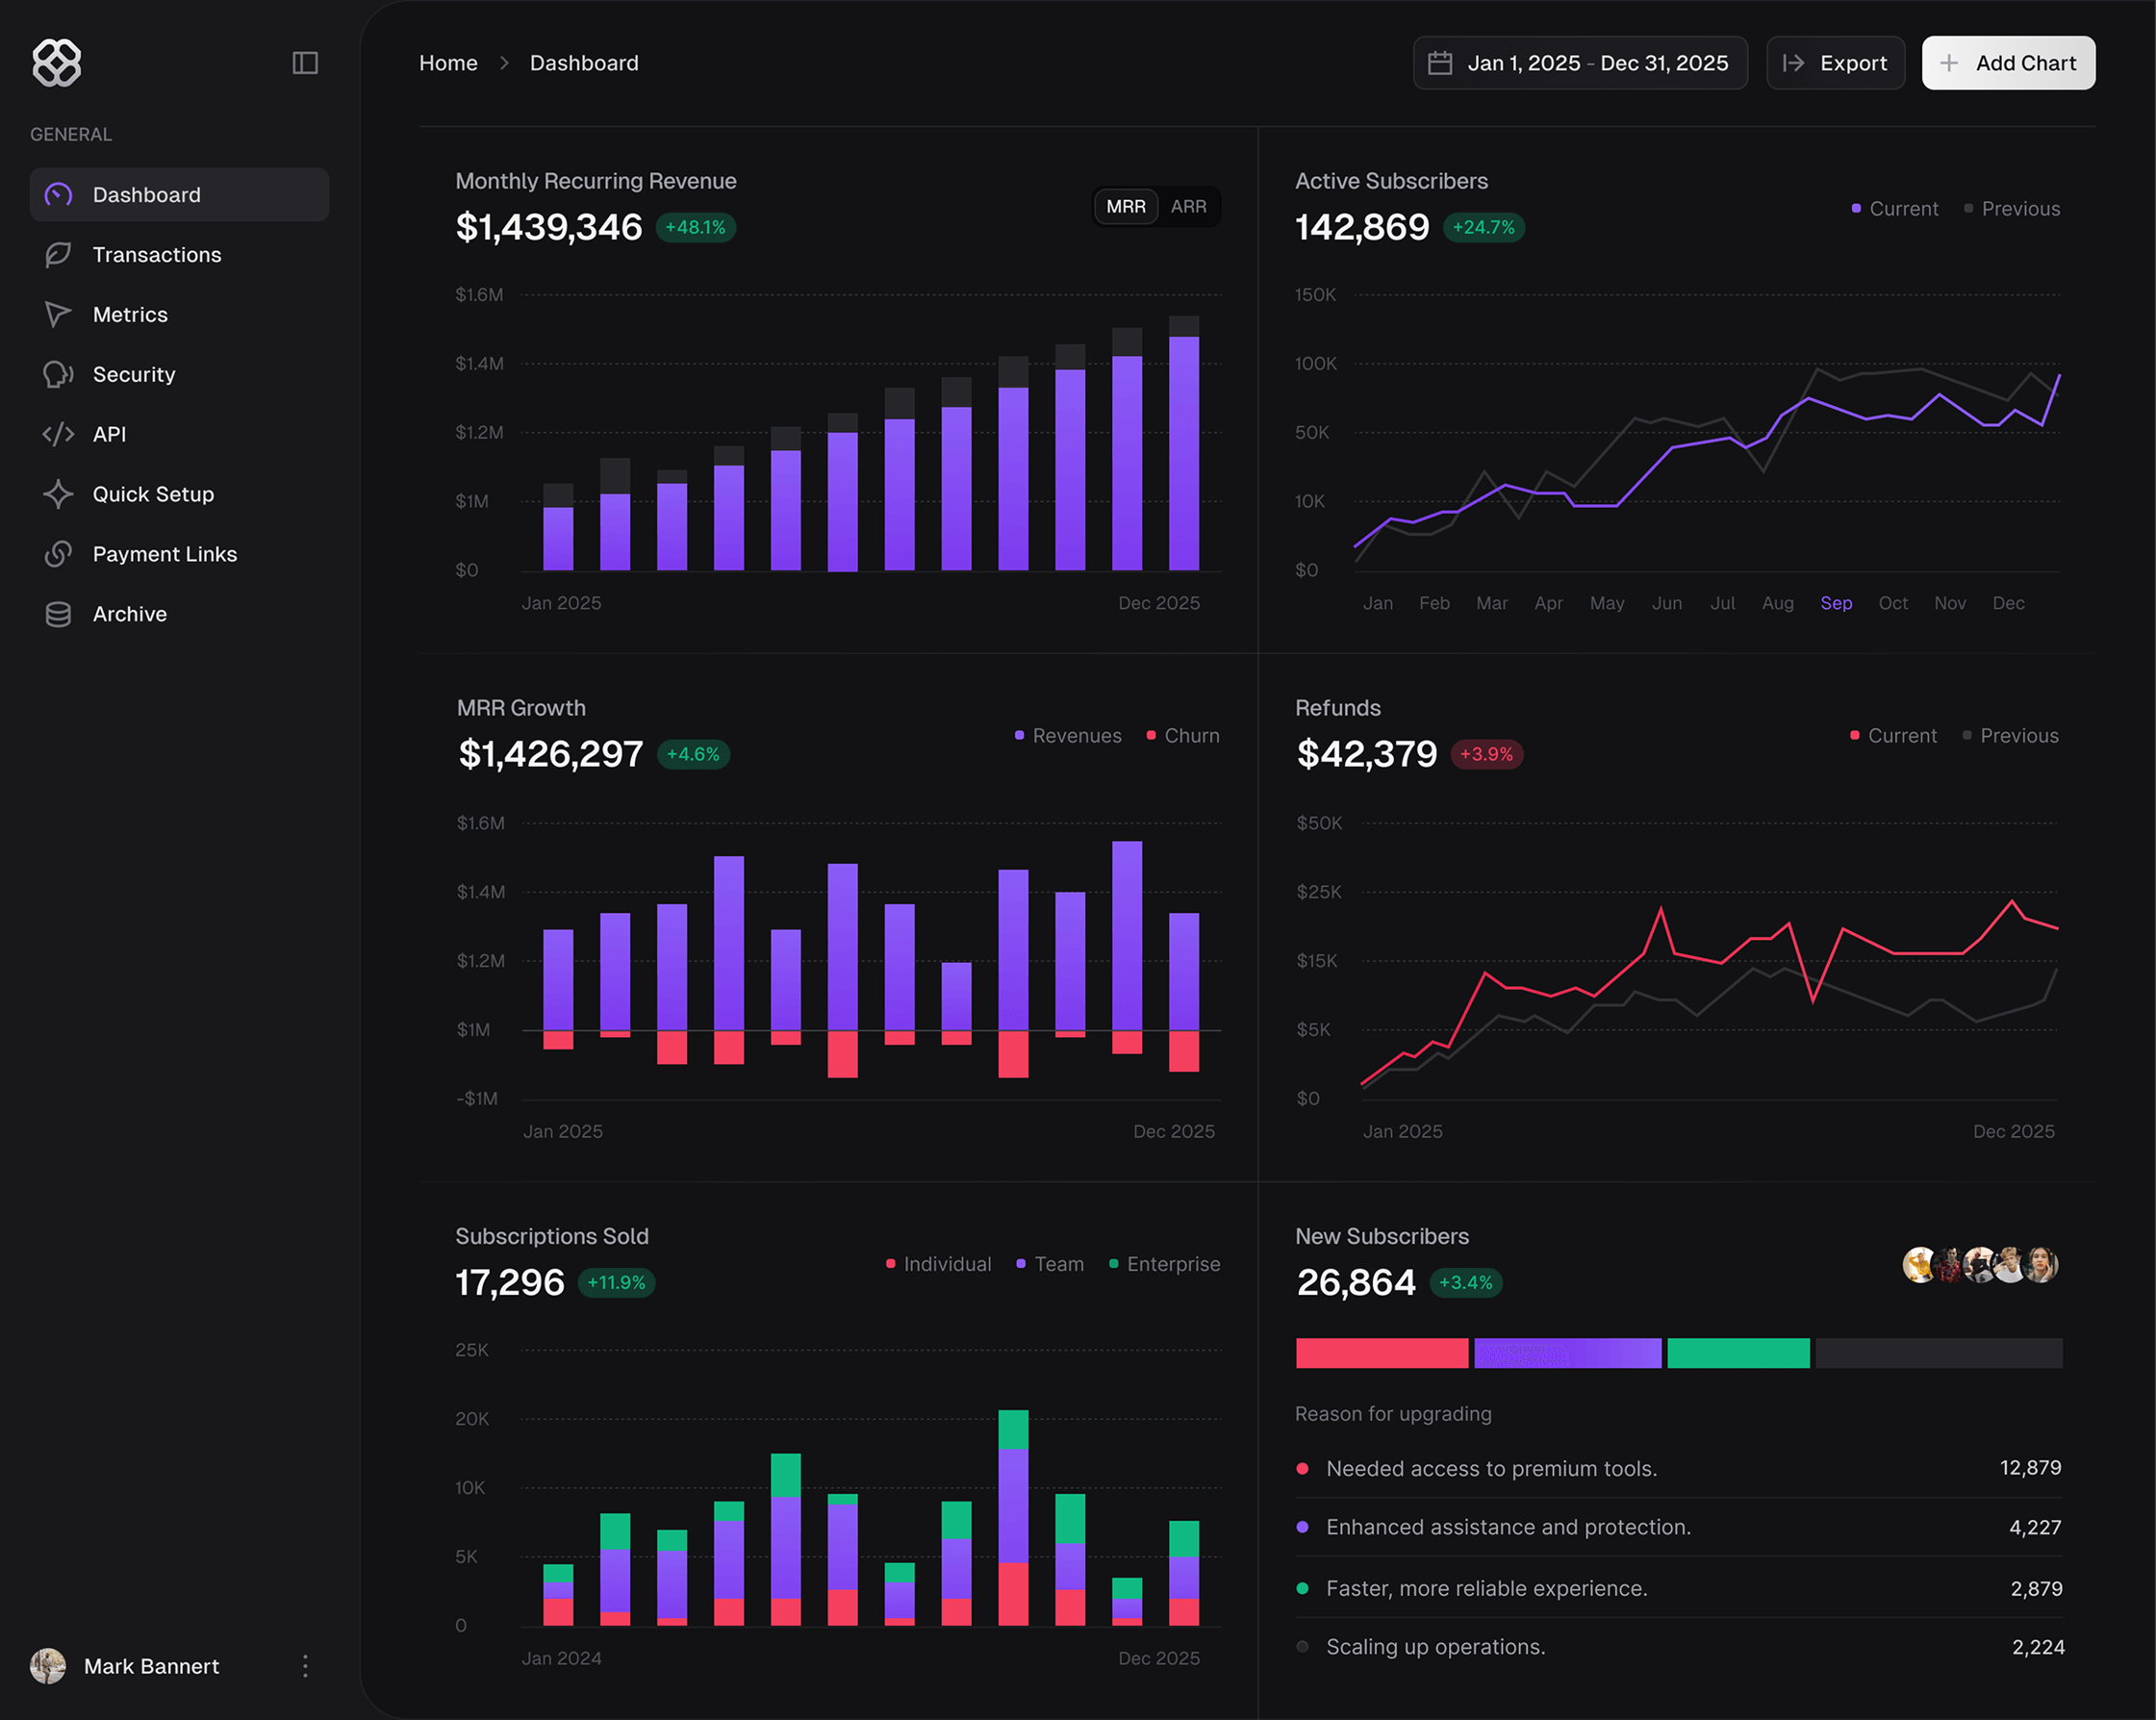 GENERAL
Dashboard
Transactions
Metrics
Security
API
Quick Setup
Payment Links
Archive
Mark Bannert
Home
Dashboard
Jan 1, 2025 - Dec 31, 2025
Export
Add Chart
Monthly Recurring Revenue
$1,439,346
+48.1%
MRR
ARR
$1.6M
$1.4M
$1.2M
$1M
$0
Jan 2025
Dec 2025
Active Subscribers
142,869
+24.7%
Current
Previous
150K
100K
50K
10K
$0
Jan
Feb
Mar
Apr
May
Jun
Jul
Aug
Sep
Oct
Nov
Dec
MRR Growth
$1,426,297
+4.6%
Revenues
Churn
$1.6M
$1.4M
$1.2M
$1M
-$1M
Jan 2025
Dec 2025
Refunds
$42,379
+3.9%
Current
Previous
$50K
$25K
$15K
$5K
$0
Jan 2025
Dec 2025
Subscriptions Sold
17,296
+11.9%
Individual
Team
Enterprise
25K
20K
10K
5K
0
Jan 2024
Dec 2025
New Subscribers
26,864
+3.4%
Reason for upgrading
Needed access to premium tools.
12,879
Enhanced assistance and protection.
4,227
Faster, more reliable experience.
2,879
Scaling up operations.
2,224